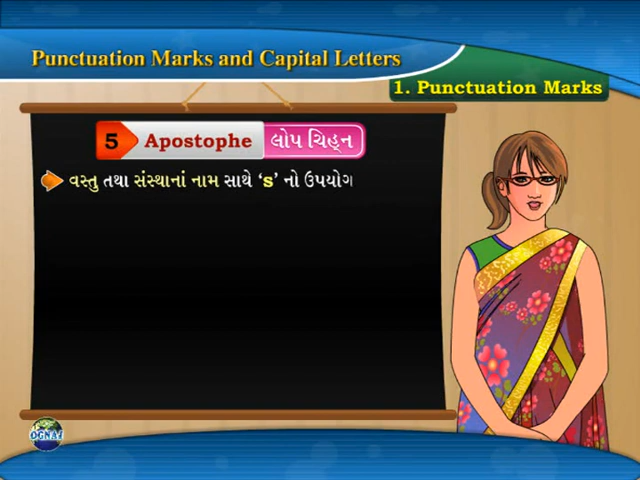 Punctuation Marks and Capital Letters
1. Punctuation Marks
5 Apostophe લોપ ચિહ્ન
વસ્તુ તથા સંસ્થાનાં નામ સાથે ‘s’ નો ઉપયોગ